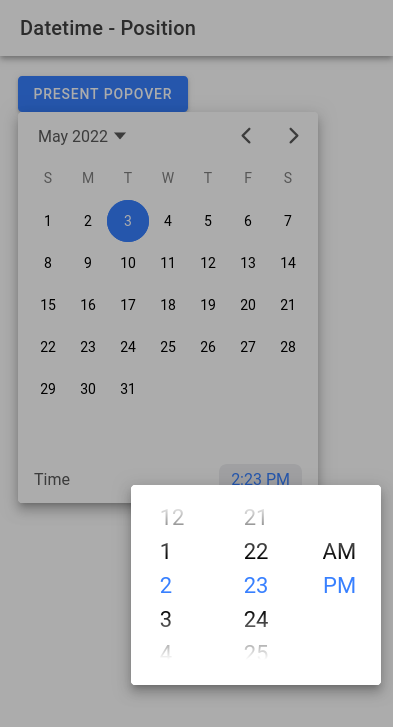 Datetime - Position
PRESENT POPOVER
May 2022
S M T W T F S
1 2 3 4 5 6 7
8 9 10 11 12 13 14
15 16 17 18 19 20 21
22 23 24 25 26 27 28
29 30 31
Time 2:23 PM
12 21
1 22 AM
2 23 PM
3 24
4 25